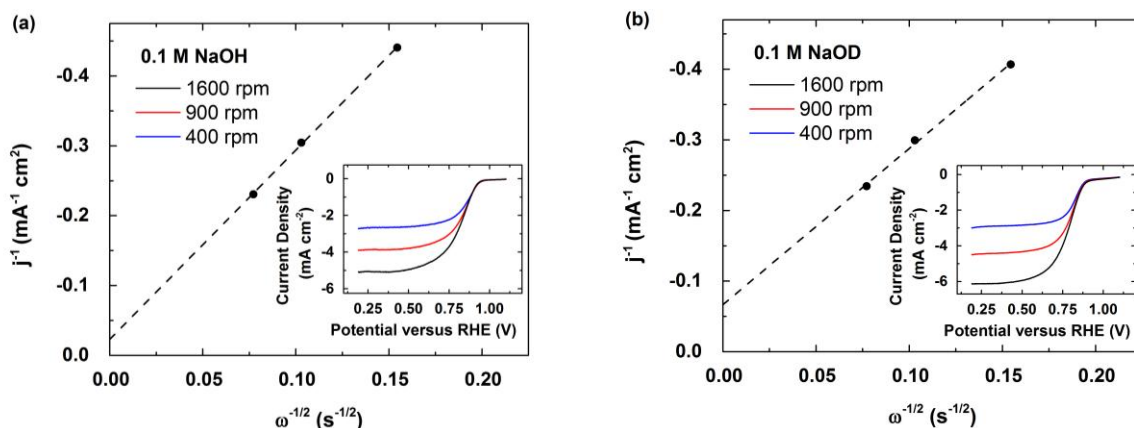 (a)
0.1 M NaOH
1600 rpm
900 rpm
400 rpm
j⁻¹ (mA⁻¹ cm²)
-0.4
-0.3
-0.2
-0.1
0.0
0.00 0.05 0.10 0.15 0.20
ω⁻¹/² (s⁻¹/²)
Current Density
(mA cm⁻²)
0
-2
-4
-6
0.25 0.50 0.75 1.00
Potential versus RHE (V)
(b)
0.1 M NaOD
1600 rpm
900 rpm
400 rpm
j⁻¹ (mA⁻¹ cm²)
-0.4
-0.3
-0.2
-0.1
0.0
0.00 0.05 0.10 0.15 0.20
ω⁻¹/² (s⁻¹/²)
Current Density
(mA cm⁻²)
0
-2
-4
-6
0.25 0.50 0.75 1.00
Potential versus RHE (V)